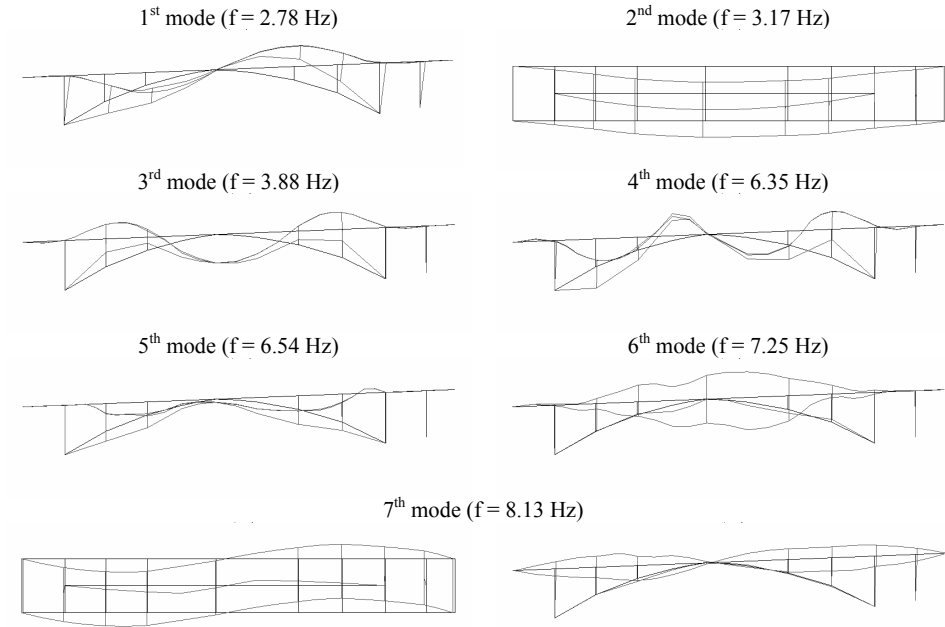 1st mode (f = 2.78 Hz)
2nd mode (f = 3.17 Hz)
3rd mode (f = 3.88 Hz)
4th mode (f = 6.35 Hz)
5th mode (f = 6.54 Hz)
6th mode (f = 7.25 Hz)
7th mode (f = 8.13 Hz)